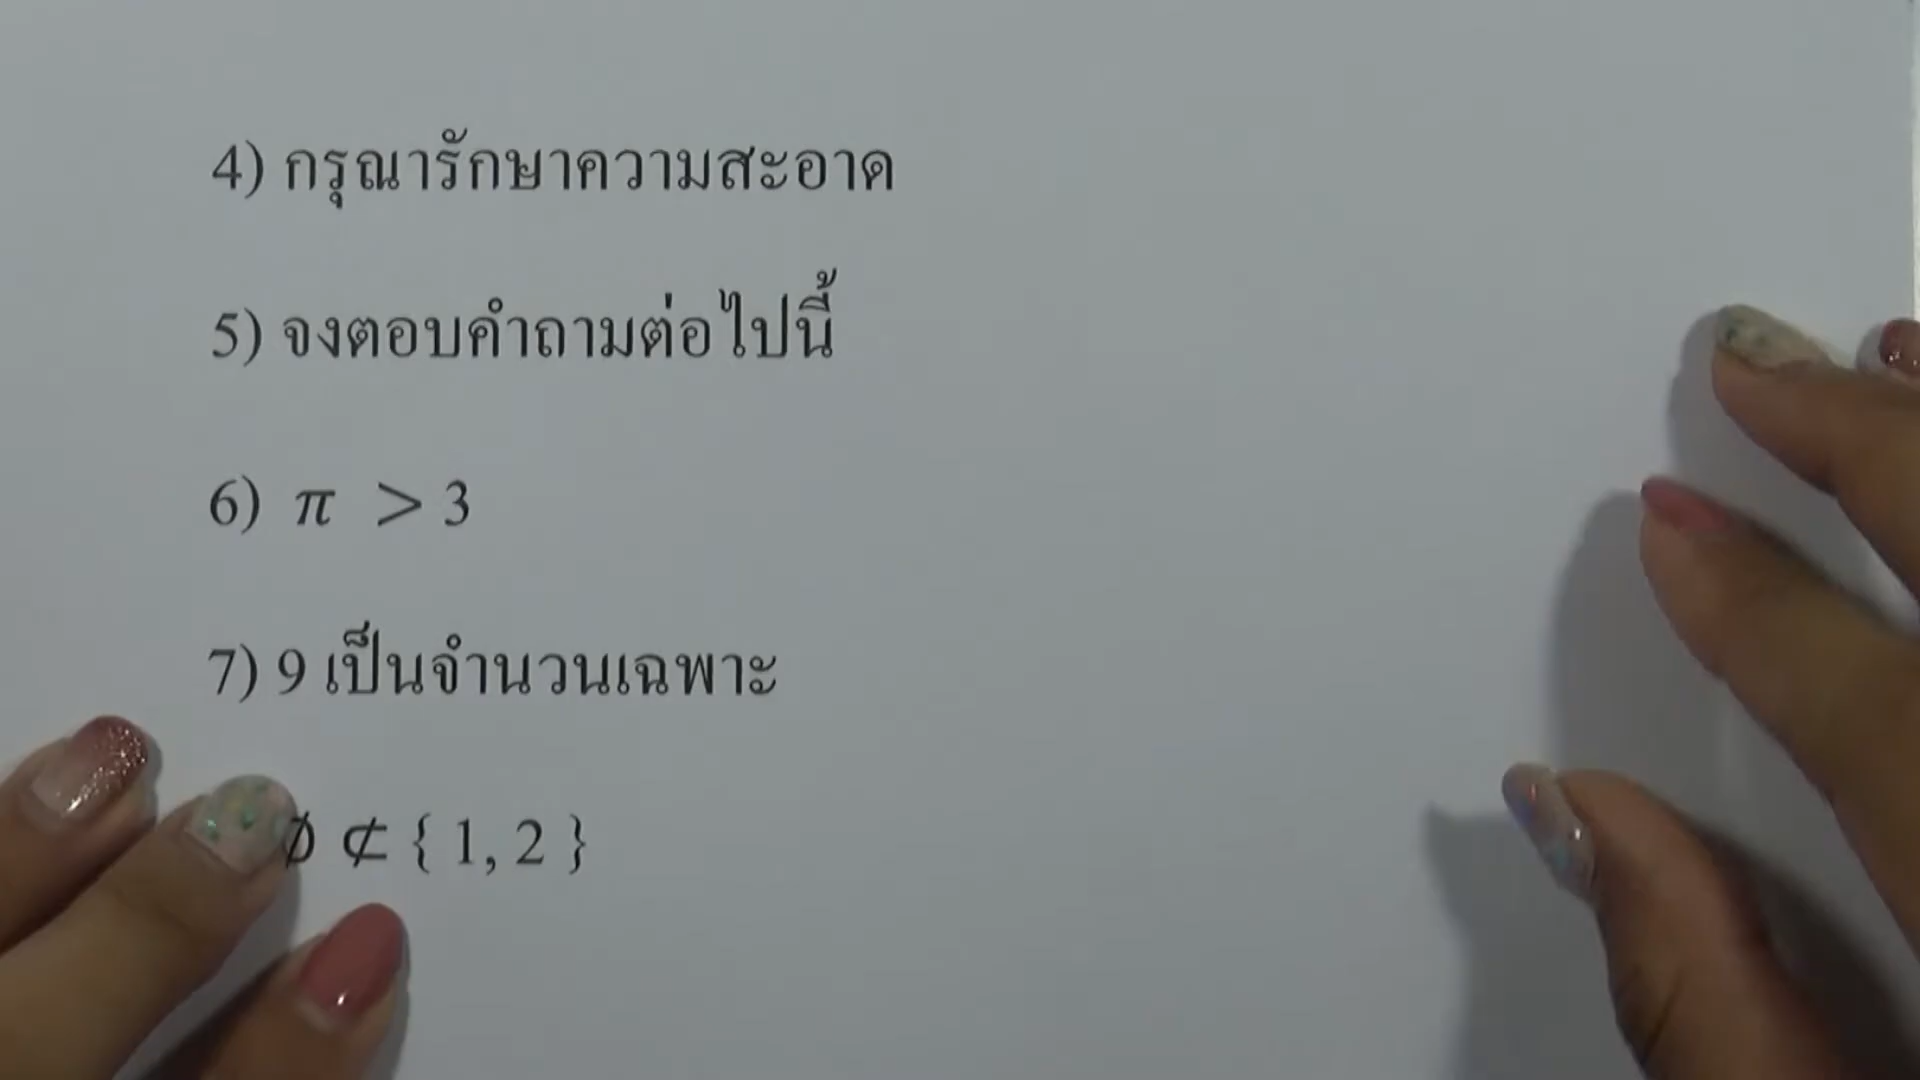 4) กรุณารักษาความสะอาด
5) จงตอบคำถามต่อไปนี้
6) π > 3
7) 9 เป็นจำนวนเฉพาะ
∅ ⊄ { 1, 2 }